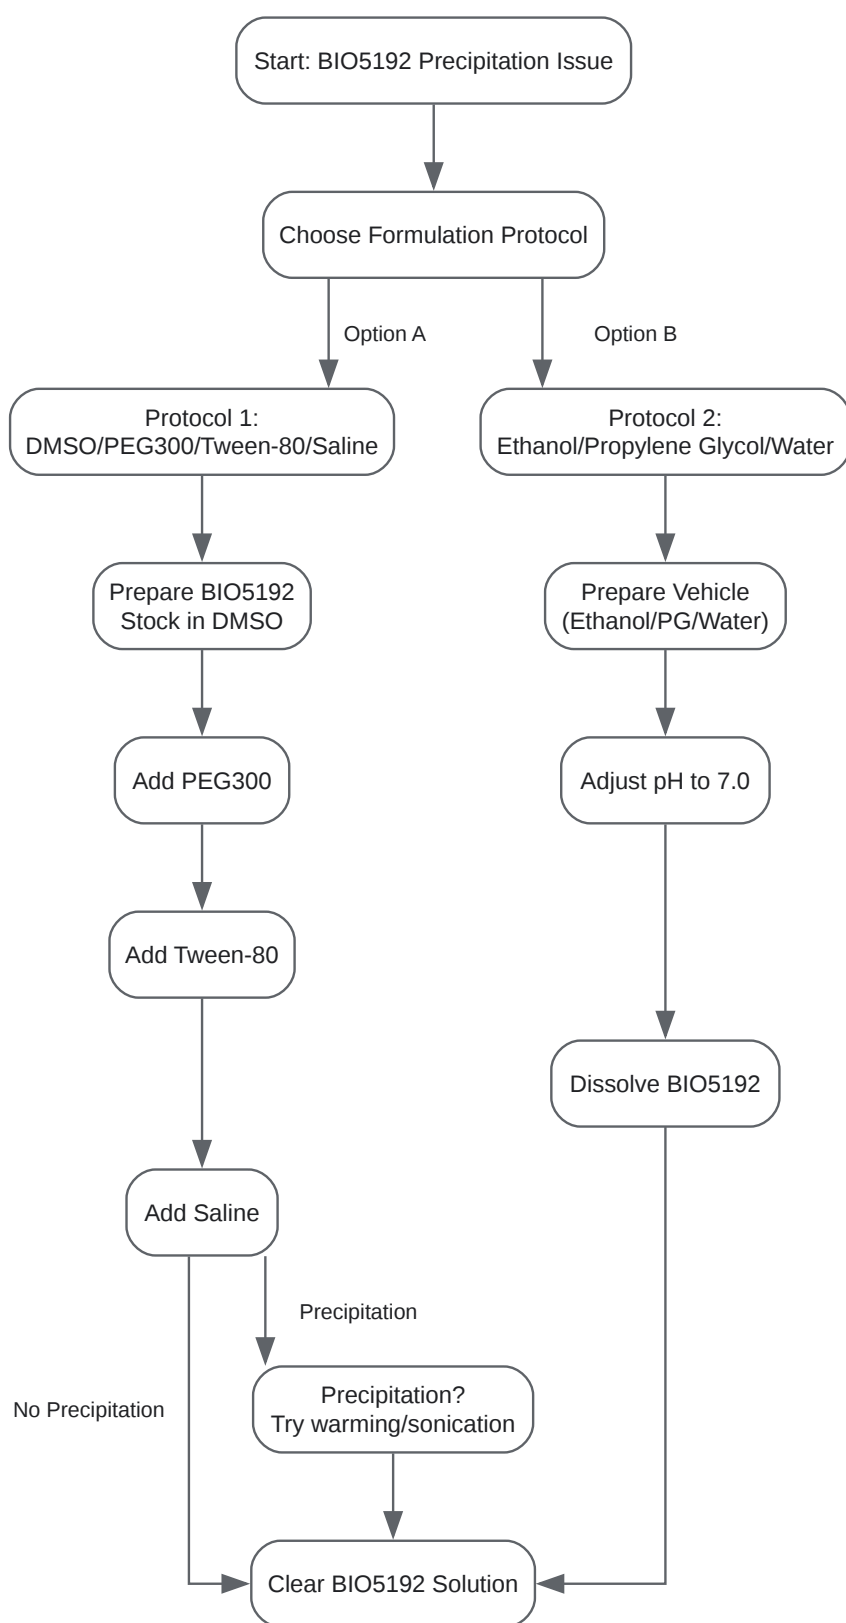 Start: BIO5192 Precipitation Issue
Choose Formulation Protocol
Option A
Option B
Protocol 1:
DMSO/PEG300/Tween-80/Saline
Protocol 2:
Ethanol/Propylene Glycol/Water
Prepare BIO5192
Stock in DMSO
Prepare Vehicle
(Ethanol/PG/Water)
Add PEG300
Adjust pH to 7.0
Add Tween-80
Dissolve BIO5192
Add Saline
Precipitation
No Precipitation
Precipitation?
Try warming/sonication
Clear BIO5192 Solution